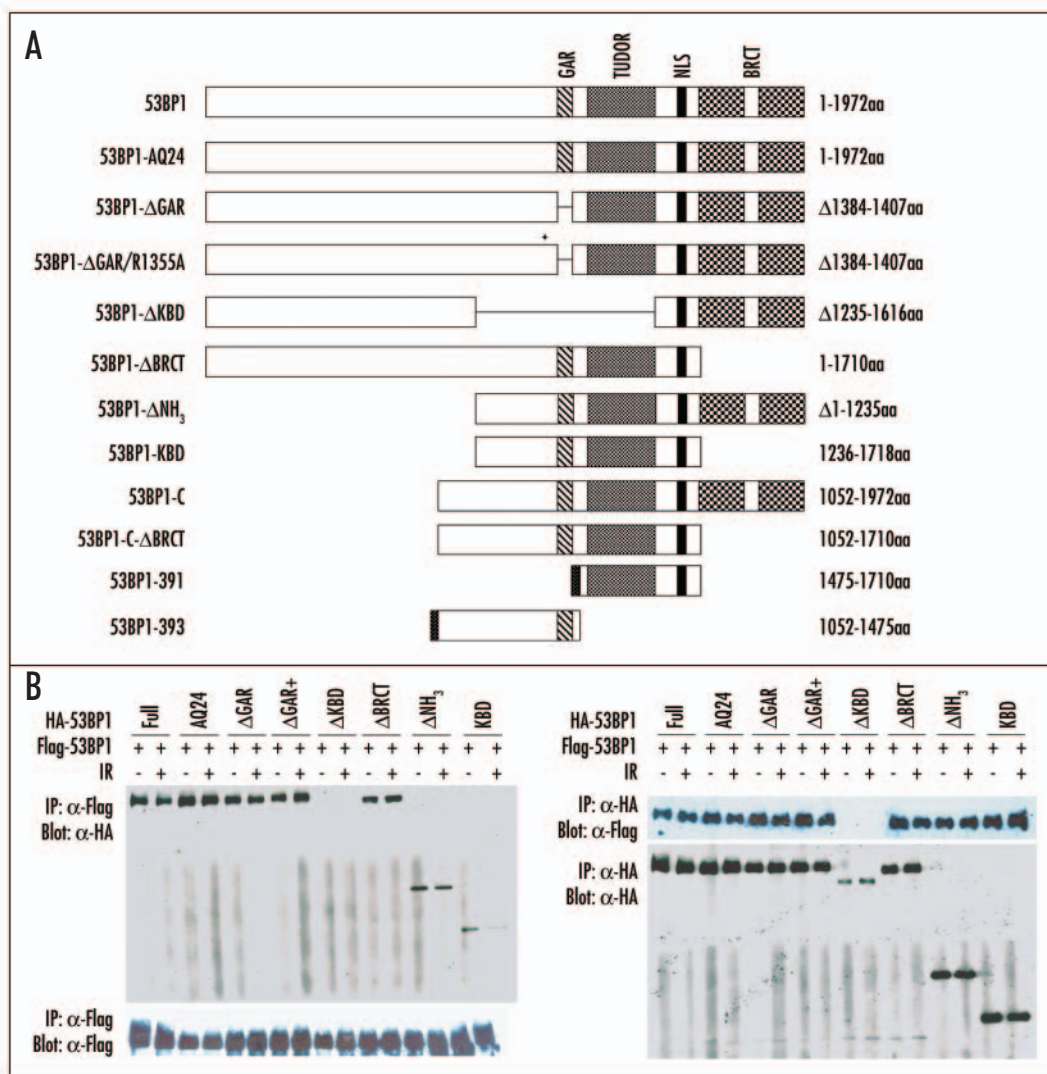 A
GAR TUDOR NLS BRCT
53BP1 1-1972aa
53BP1-AQ24 1-1972aa
53BP1-ΔGAR Δ1384-1407aa
+
53BP1-ΔGAR/R1355A Δ1384-1407aa
53BP1-ΔKBD Δ1235-1616aa
53BP1-ΔBRCT 1-1710aa
53BP1-ΔNH3 Δ1-1235aa
53BP1-KBD 1236-1718aa
53BP1-C 1052-1972aa
53BP1-C-ΔBRCT 1052-1710aa
53BP1-391 1475-1710aa
53BP1-393 1052-1475aa
B
HA-53BP1 Full AQ24 ΔGAR ΔGAR+ ΔKBD ΔBRCT ΔNH3 KBD
Flag-53BP1 + + + + + + + + + + + + + + + +
IR - + - + - + - + - + - + - + - +
IP: α-Flag
Blot: α-HA
IP: α-Flag
Blot: α-Flag
HA-53BP1 Full AQ24 ΔGAR ΔGAR+ ΔKBD ΔBRCT ΔNH3 KBD
Flag-53BP1 + + + + + + + + + + + + + + + +
IR - + - + - + - + - + - + - + - +
IP: α-HA
Blot: α-Flag
IP: α-HA
Blot: α-HA